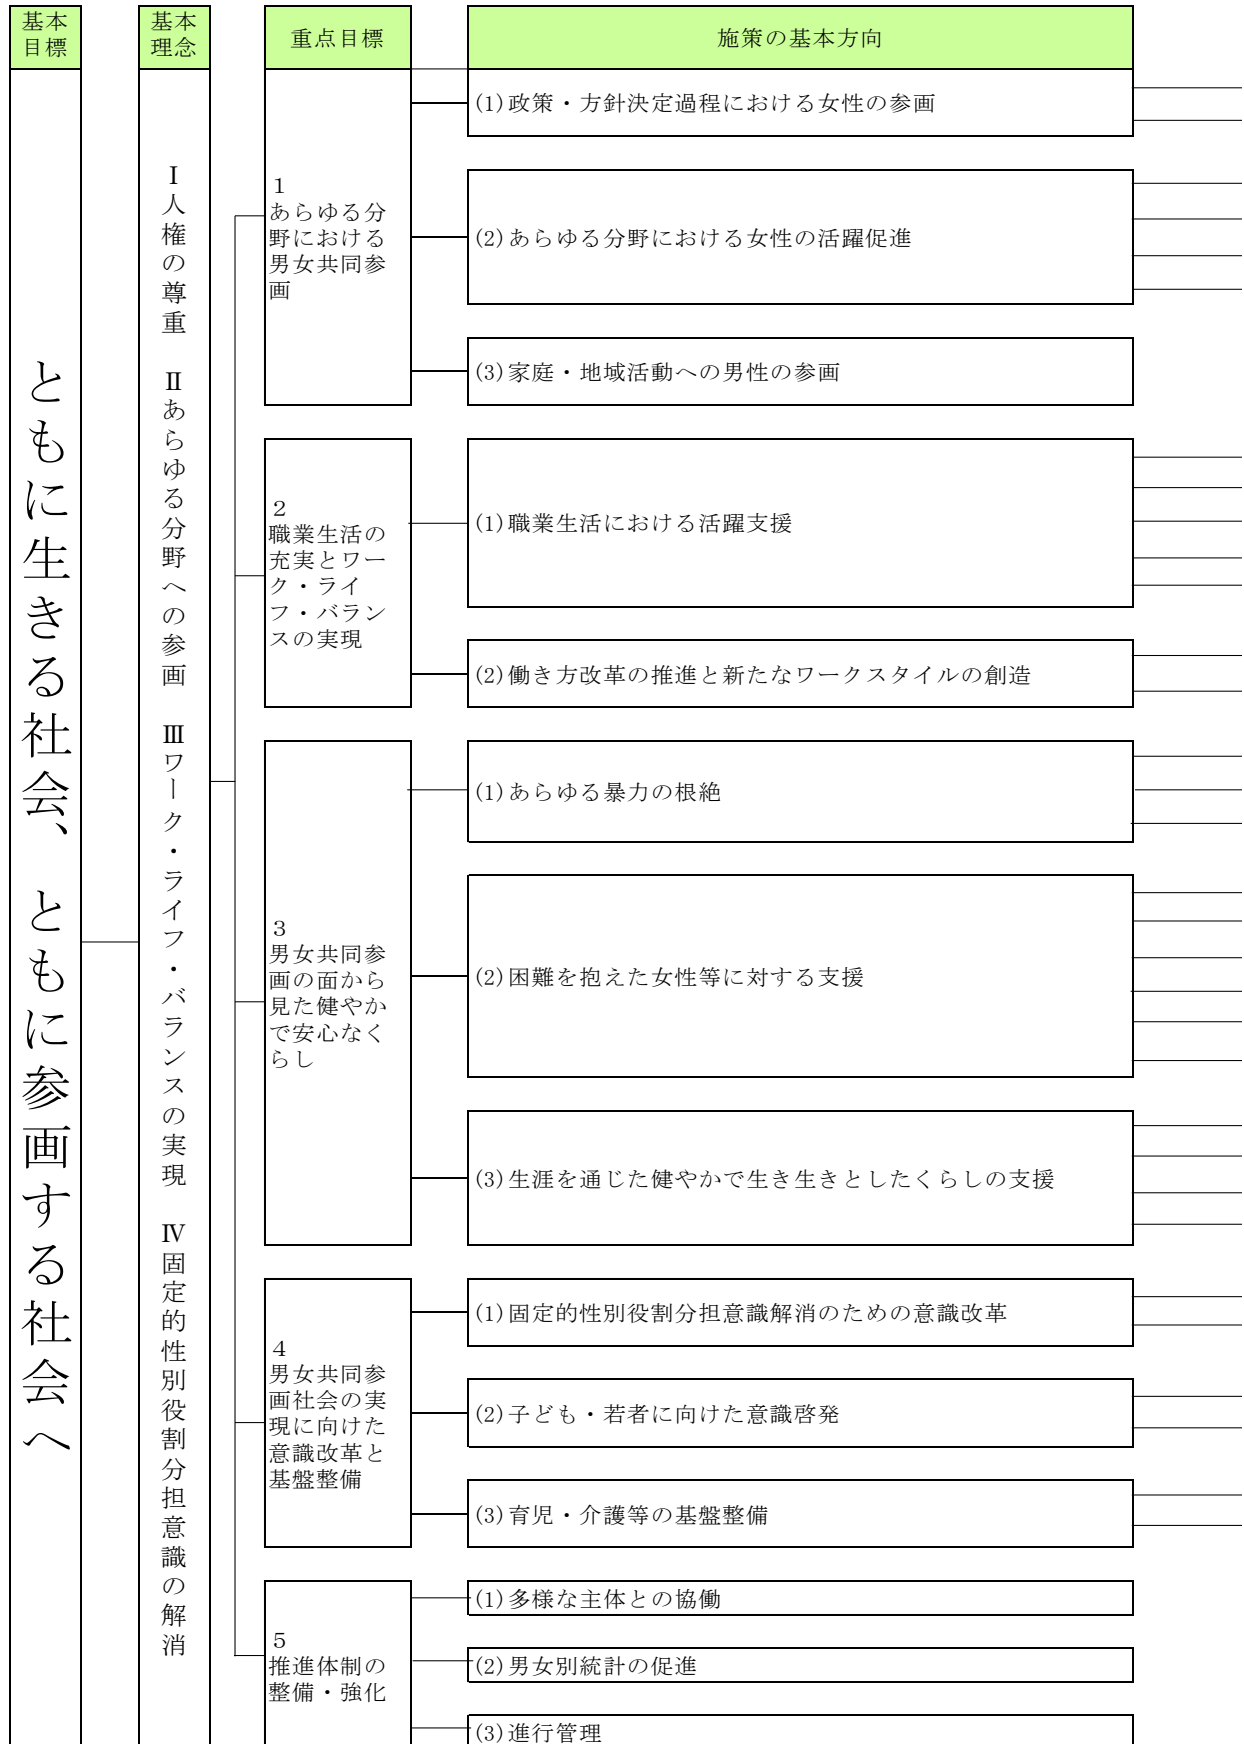 基本
目標
基本
理念
重点目標
施策の基本方向
ともに生きる社会、ともに参画する社会へ
Ⅰ人権の尊重　Ⅱあらゆる分野への参画　Ⅲワーク・ライフ・バランスの実現　Ⅳ固定的性別役割分担意識の解消
１
あらゆる分
野における
男女共同参
画
(1)政策・方針決定過程における女性の参画
(2)あらゆる分野における女性の活躍促進
(3)家庭・地域活動への男性の参画
２
職業生活の
充実とワー
ク・ライ
フ・バラン
スの実現
(1)職業生活における活躍支援
(2)働き方改革の推進と新たなワークスタイルの創造
３
男女共同参
画の面から
見た健やか
で安心なく
らし
(1)あらゆる暴力の根絶
(2)困難を抱えた女性等に対する支援
(3)生涯を通じた健やかで生き生きとしたくらしの支援
４
男女共同参
画社会の実
現に向けた
意識改革と
基盤整備
(1)固定的性別役割分担意識解消のための意識改革
(2)子ども・若者に向けた意識啓発
(3)育児・介護等の基盤整備
５
推進体制の
整備・強化
(1)多様な主体との協働
(2)男女別統計の促進
(3)進行管理